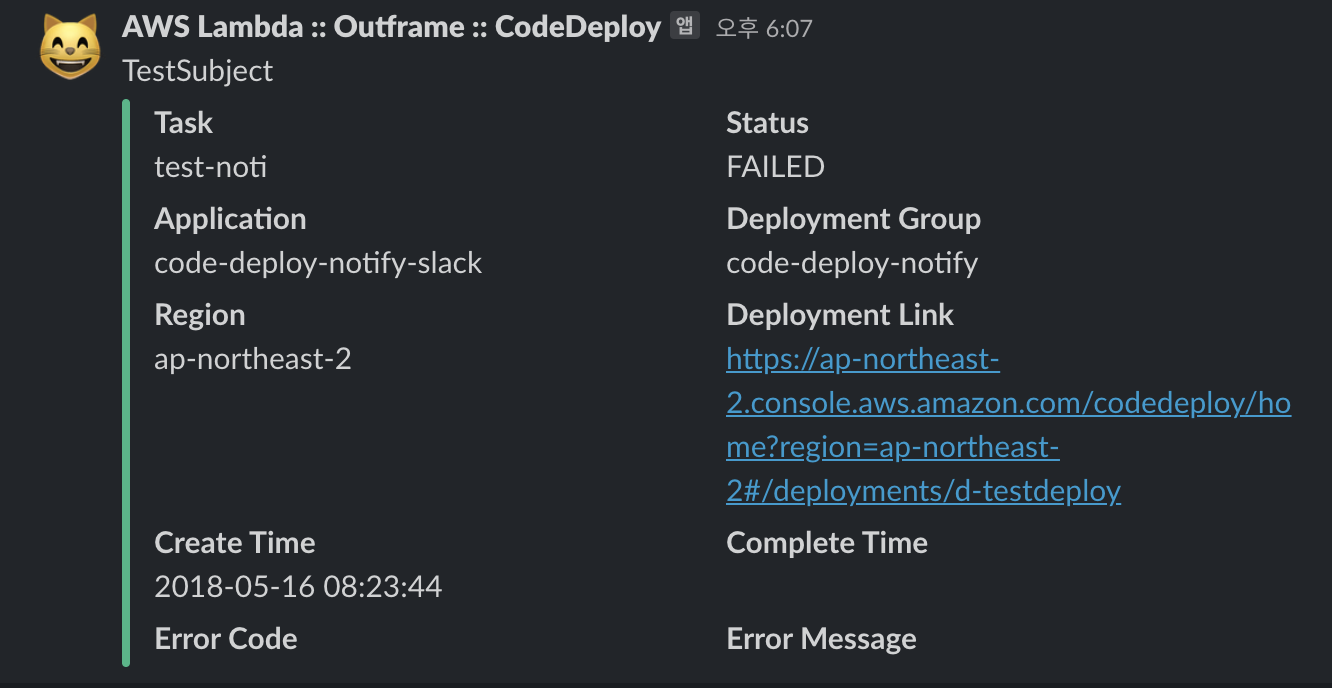 AWS Lambda :: Outframe :: CodeDeploy 앱 오후 6:07
TestSubject
Task
test-noti
Status
FAILED
Application
code-deploy-notify-slack
Deployment Group
code-deploy-notify
Region
ap-northeast-2
Deployment Link
https://ap-northeast-
2.console.aws.amazon.com/codedeploy/ho
me?region=ap-northeast-
2#/deployments/d-testdeploy
Create Time
2018-05-16 08:23:44
Complete Time
Error Code
Error Message